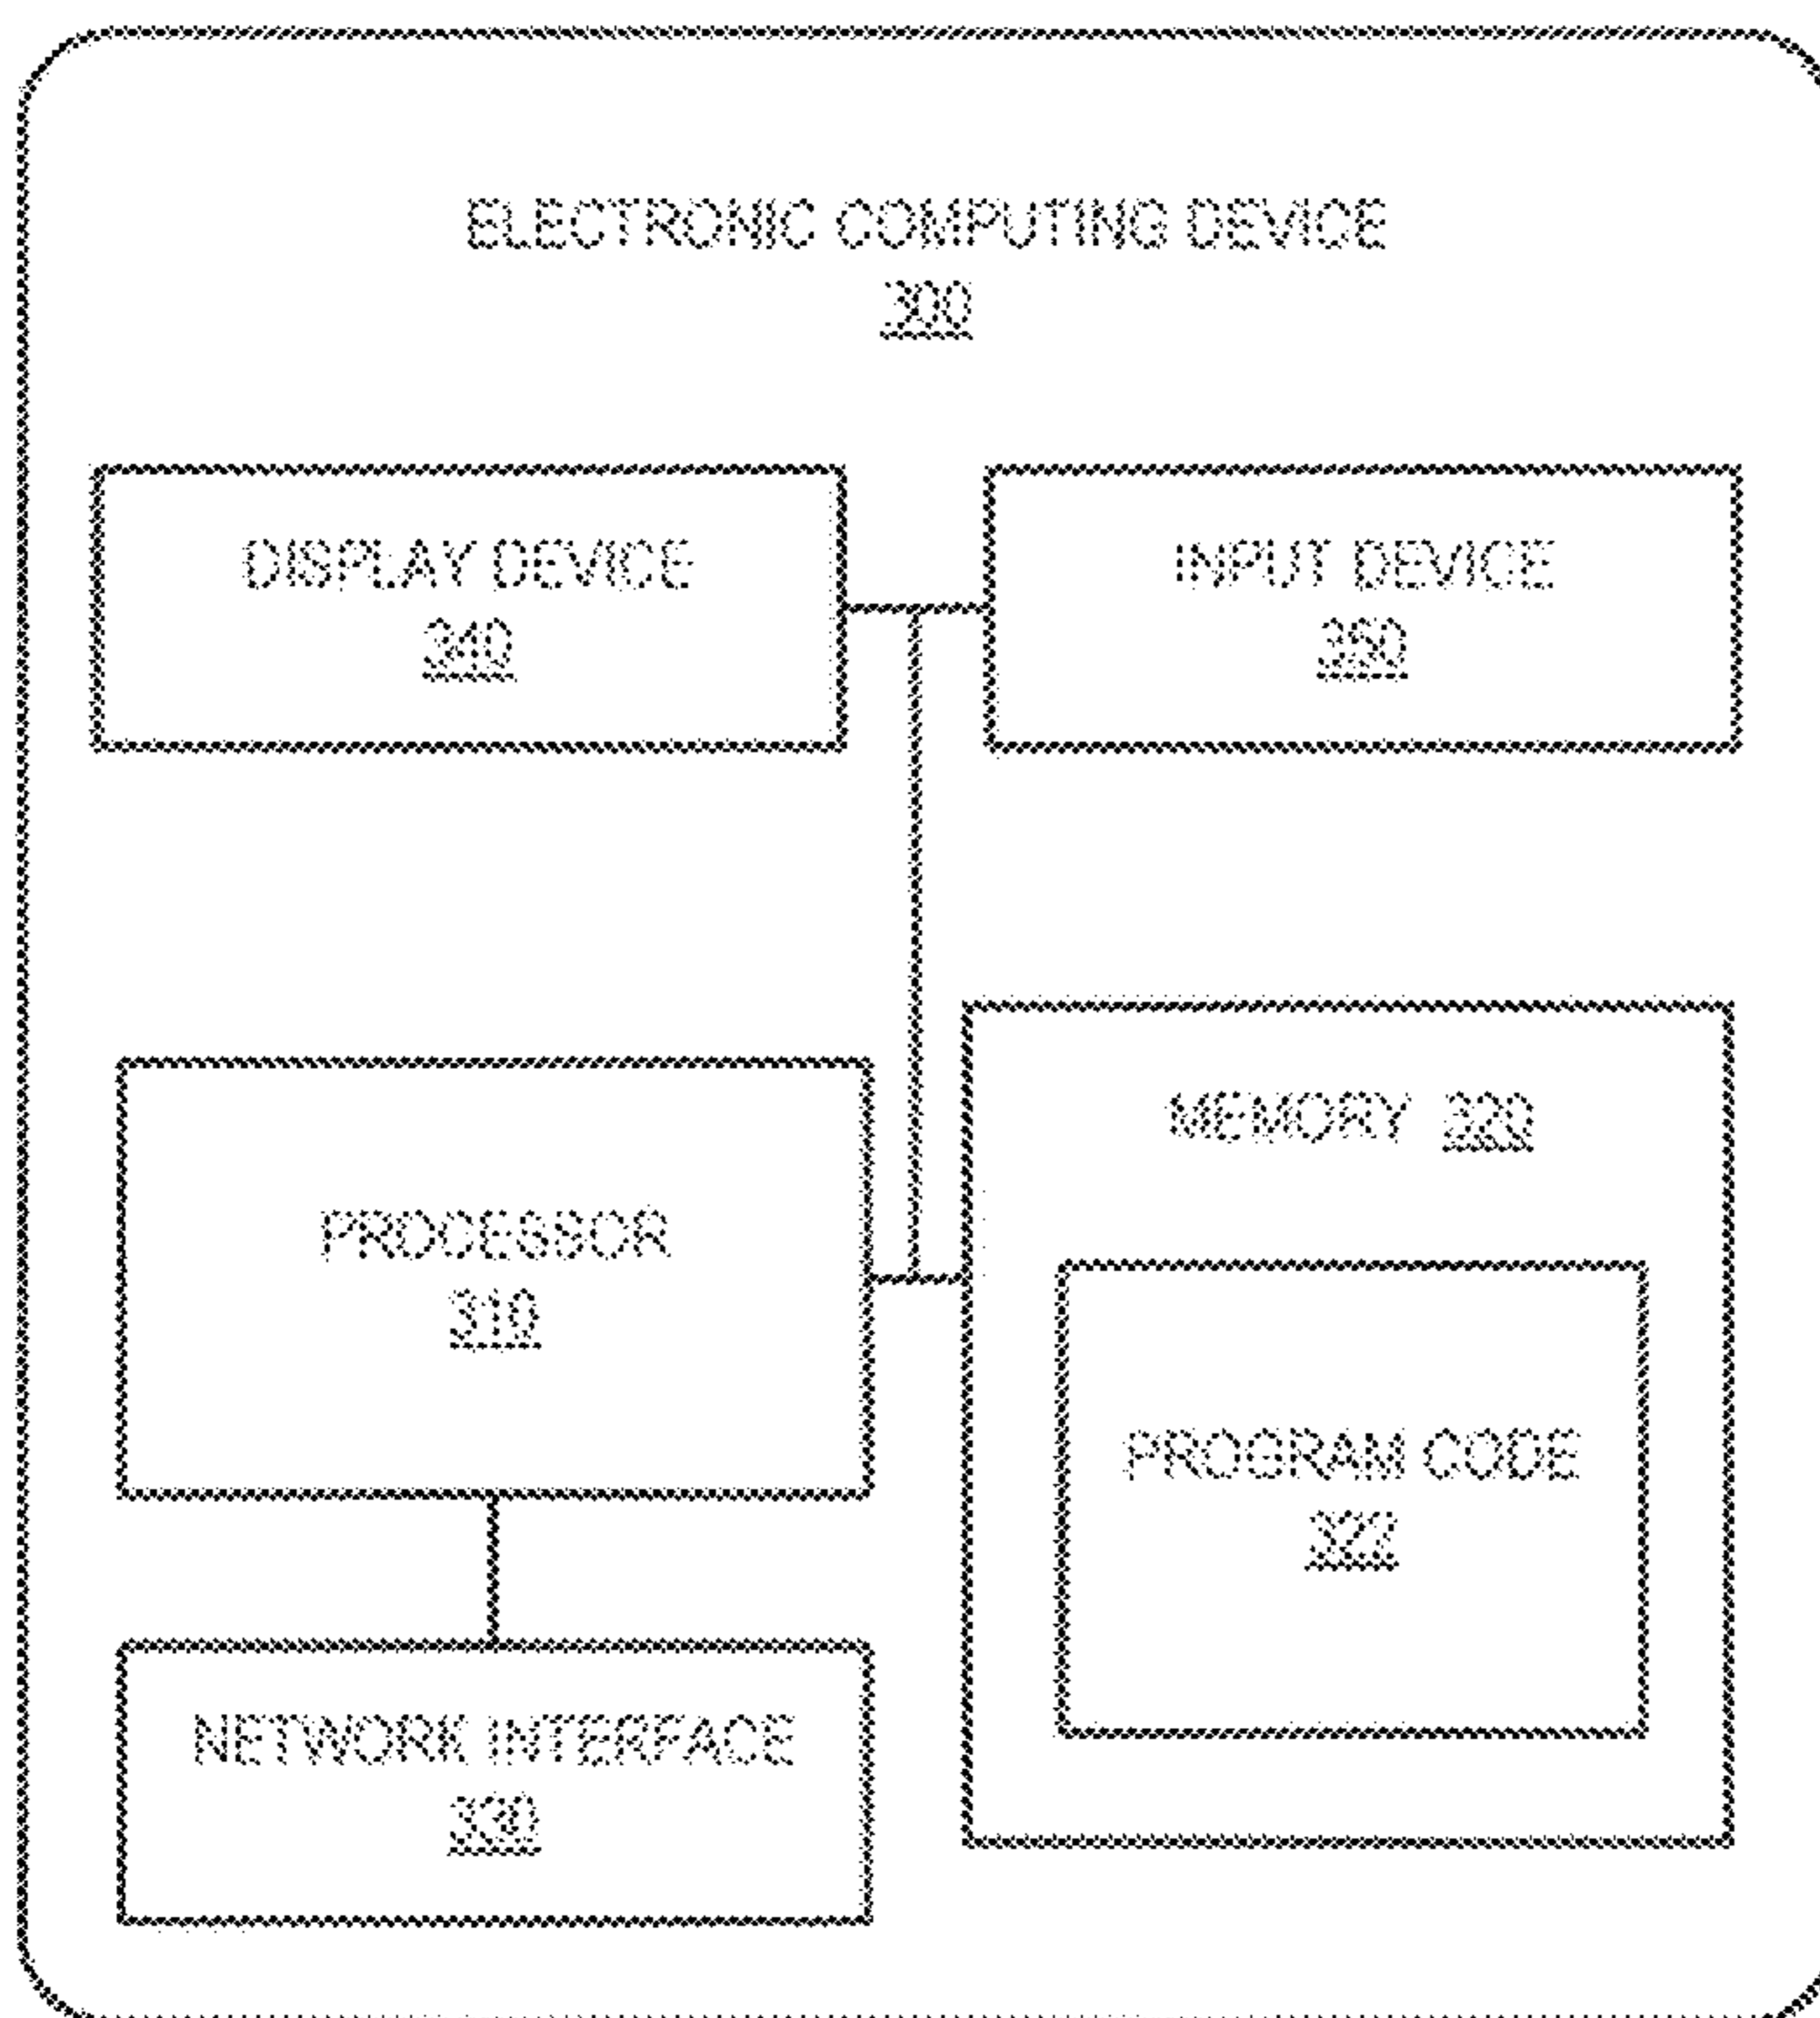 ELECTRONIC COMPUTING DEVICE
300
DISPLAY DEVICE
340
INPUT DEVICE
350
PROCESSOR
310
MEMORY 320
PROGRAM CODE
322
NETWORK INTERFACE
330